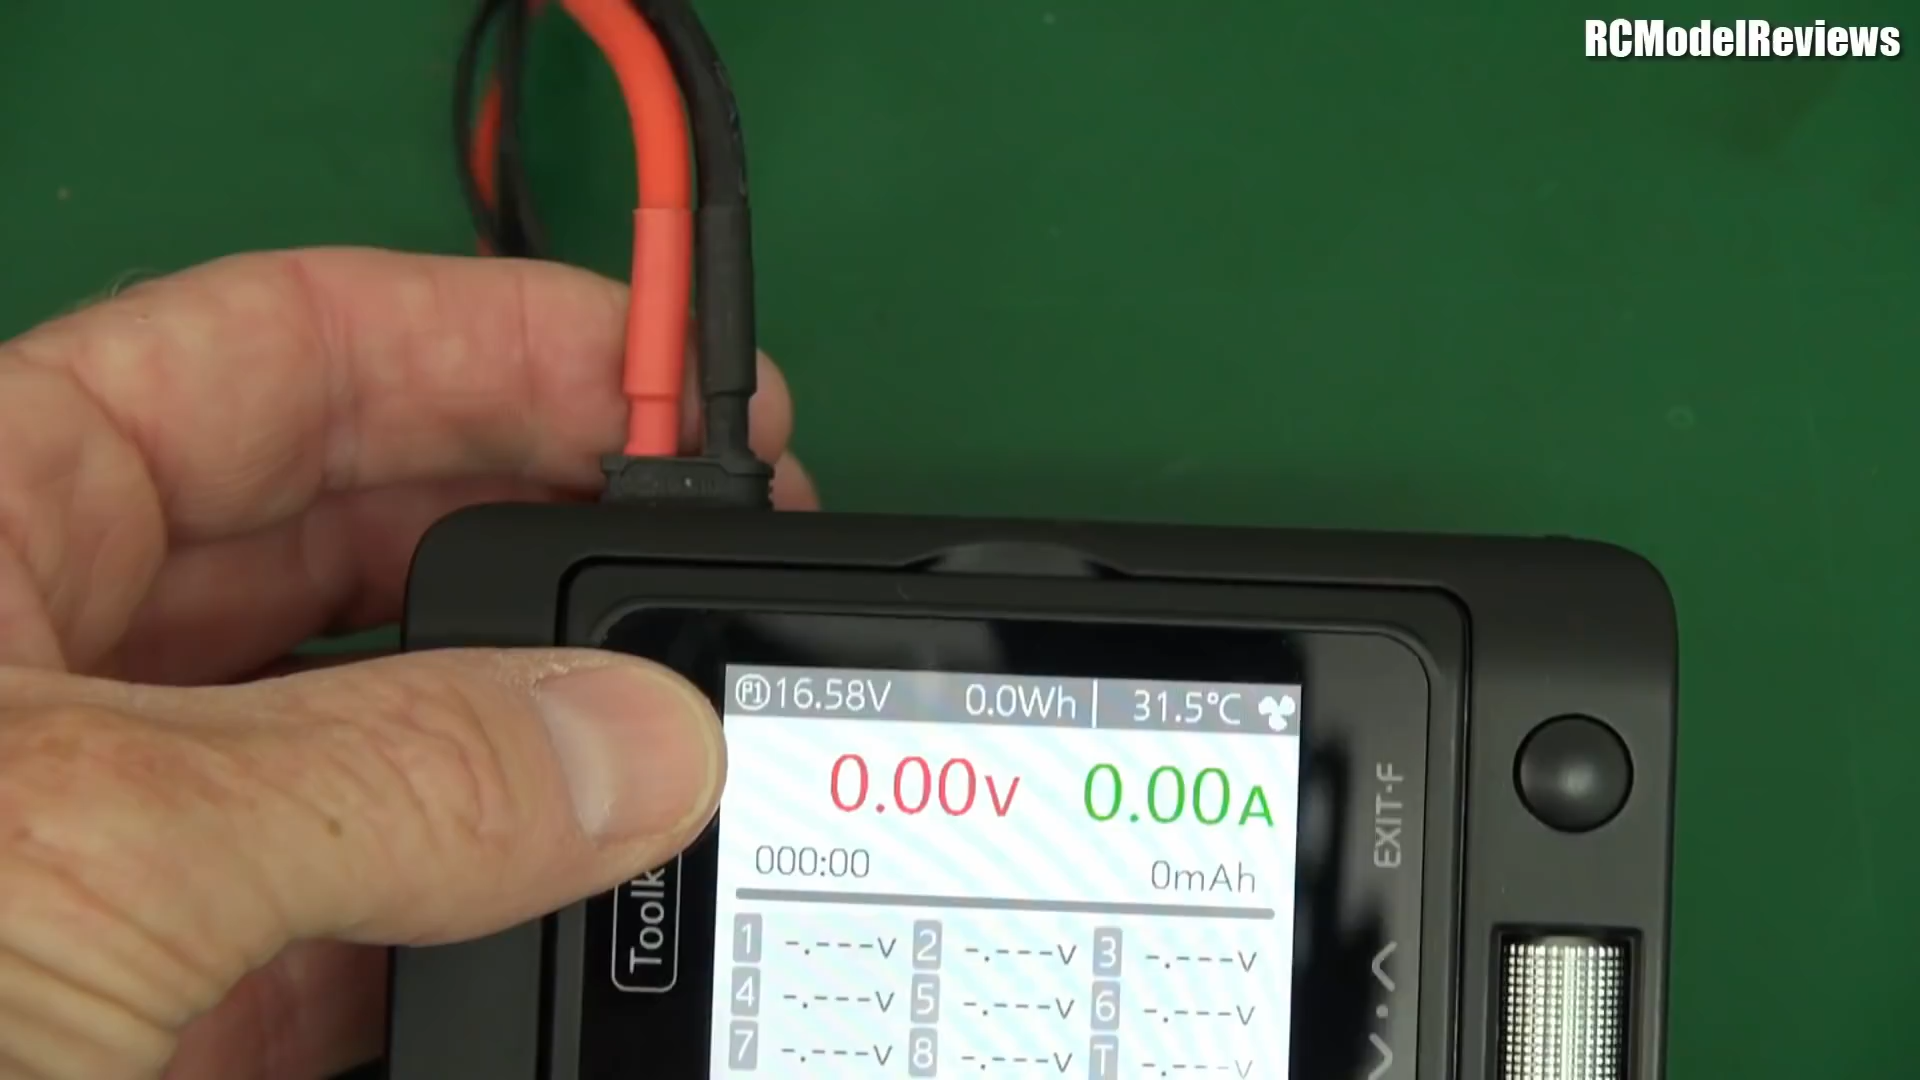 RCModelReviews
P1 16.58V 0.0Wh 31.5℃
0.00V 0.00A
000:00 0mAh
1 -.---V 2 -.---V 3 -.---V
4 -.---V 5 -.---V 6 -.---V
7 -.---V 8 -.---V T -.---V
EXIT·F